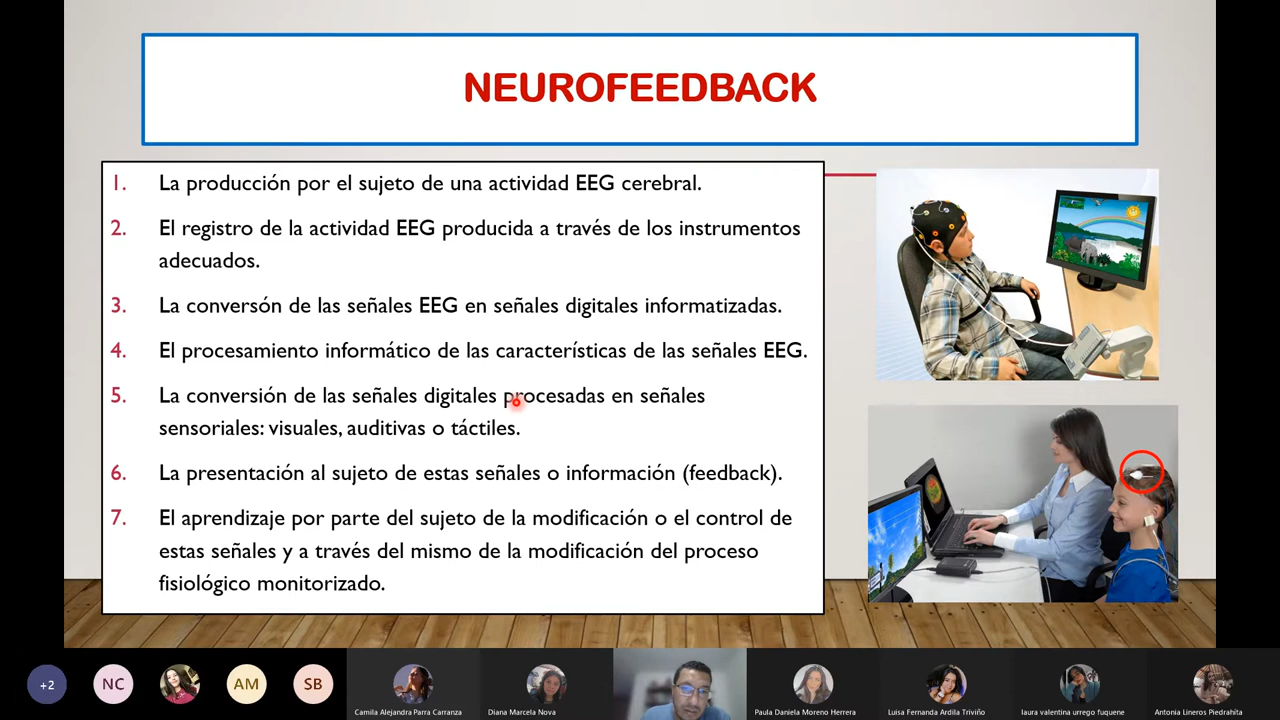 NEUROFEEDBACK
1. La producción por el sujeto de una actividad EEG cerebral.
2. El registro de la actividad EEG producida a través de los instrumentos
adecuados.
3. La conversón de las señales EEG en señales digitales informatizadas.
4. El procesamiento informático de las características de las señales EEG.
5. La conversión de las señales digitales procesadas en señales
sensoriales: visuales, auditivas o táctiles.
6. La presentación al sujeto de estas señales o información (feedback).
7. El aprendizaje por parte del sujeto de la modificación o el control de
estas señales y a través del mismo de la modificación del proceso
fisiológico monitorizado.
+2
NC
AM
SB
Camila Alejandra Parra Carranza
Diana Marcela Nova
Paula Daniela Moreno Herrera
Luisa Fernanda Ardila Triviño
laura valentina urrego fuquene
Antonia Lineros Piedrahíta